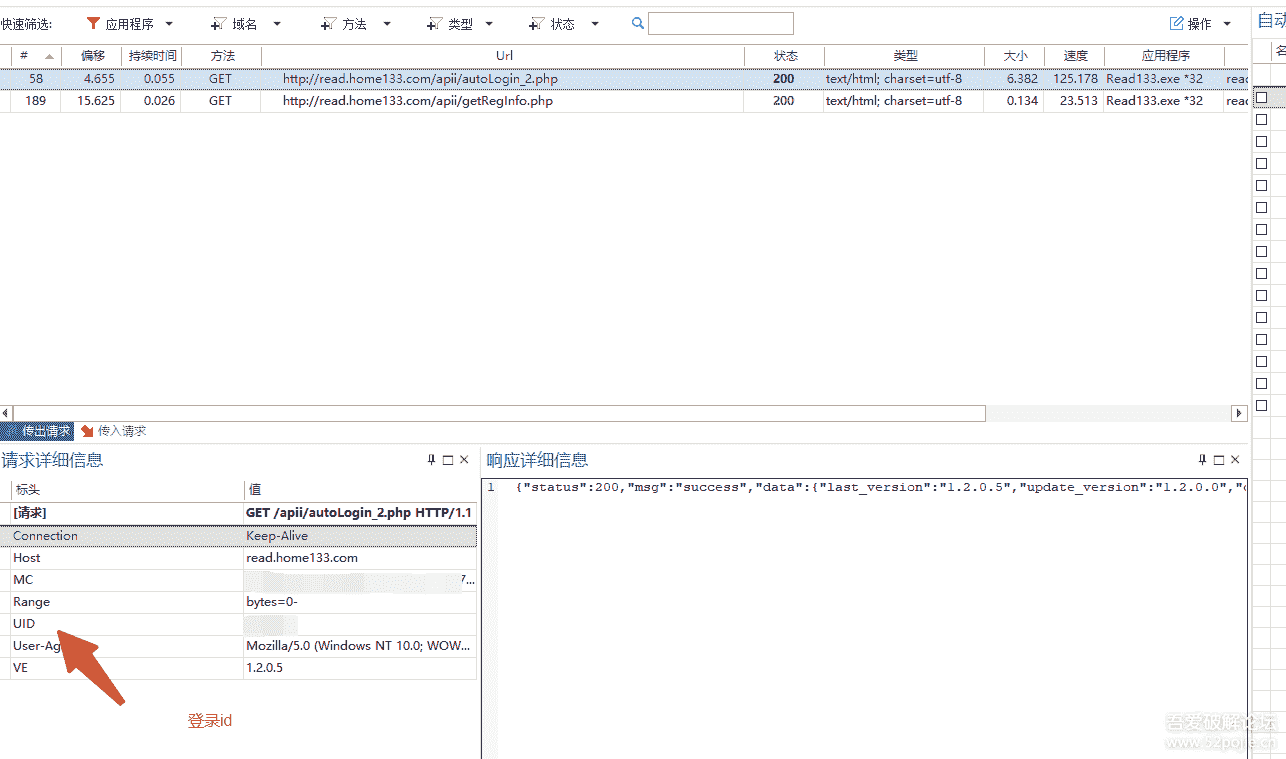 快速筛选: 应用程序 域名 方法 类型 状态 操作 自动
# 偏移 持续时间 方法 Url 状态 类型 大小 速度 应用程序 名
58 4.655 0.055 GET http://read.home133.com/apii/autoLogin_2.php 200 text/html; charset=utf-8 6.382 125.178 Read133.exe *32 read
189 15.625 0.026 GET http://read.home133.com/apii/getRegInfo.php 200 text/html; charset=utf-8 0.134 23.513 Read133.exe *32 read
传出请求 传入请求
请求详细信息 响应详细信息
标头 值
1 {"status":200,"msg":"success","data":{"last_version":"1.2.0.5","update_version":"1.2.0.0","
[请求] GET /apii/autoLogin_2.php HTTP/1.1
Connection Keep-Alive
Host read.home133.com
MC 7...
Range bytes=0-
UID
User-Ag Mozilla/5.0 (Windows NT 10.0; WOW...
VE 1.2.0.5
登录id
吾爱破解论坛
www.52pojie.cn